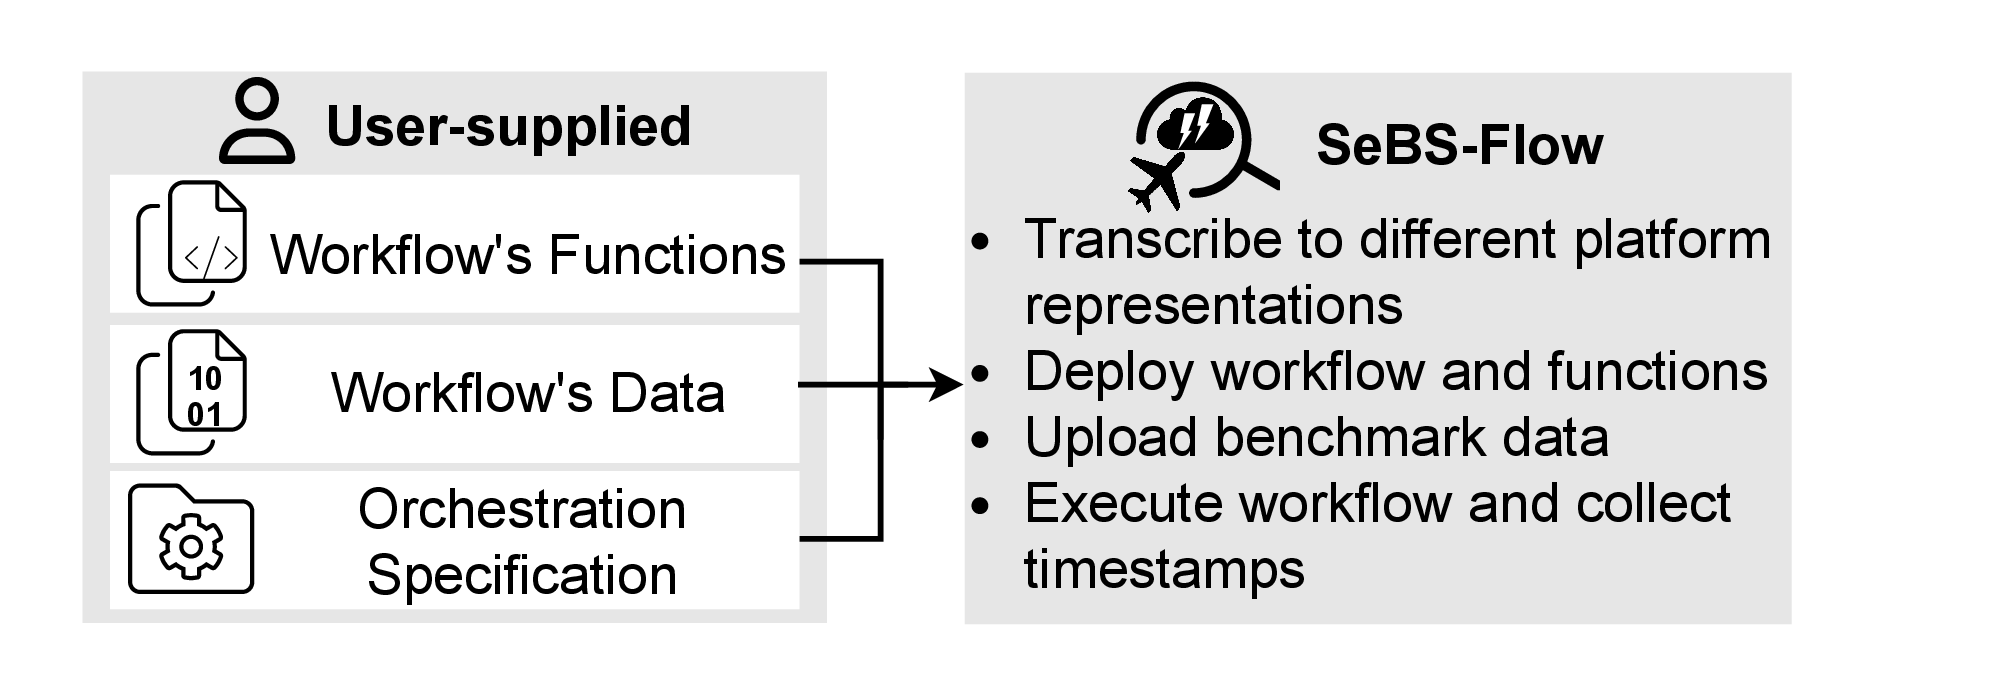 User-supplied
</>
Workflow's Functions
10
01
Workflow's Data
Orchestration
Specification
SeBS-Flow
• Transcribe to different platform
representations
• Deploy workflow and functions
• Upload benchmark data
• Execute workflow and collect
timestamps